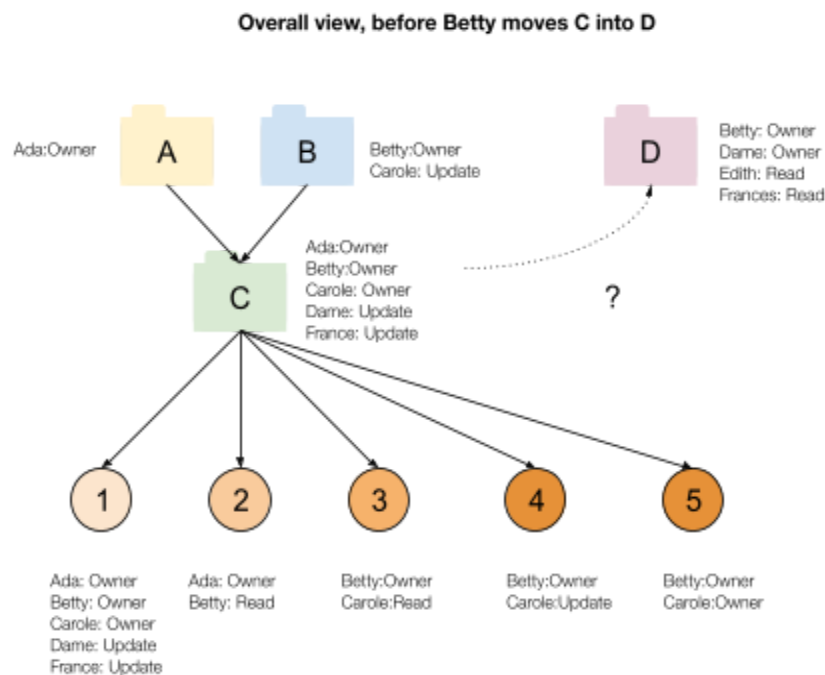 Overall view, before Betty moves C into D
Ada:Owner
A
B
Betty:Owner
Carole: Update
D
Betty: Owner
Dame: Owner
Edith: Read
Frances: Read
C
Ada:Owner
Betty:Owner
Carole: Owner
Dame: Update
France: Update
?
1
2
3
4
5
Ada: Owner
Betty: Owner
Carole: Owner
Dame: Update
France: Update
Ada: Owner
Betty: Read
Betty:Owner
Carole:Read
Betty:Owner
Carole:Update
Betty:Owner
Carole:Owner